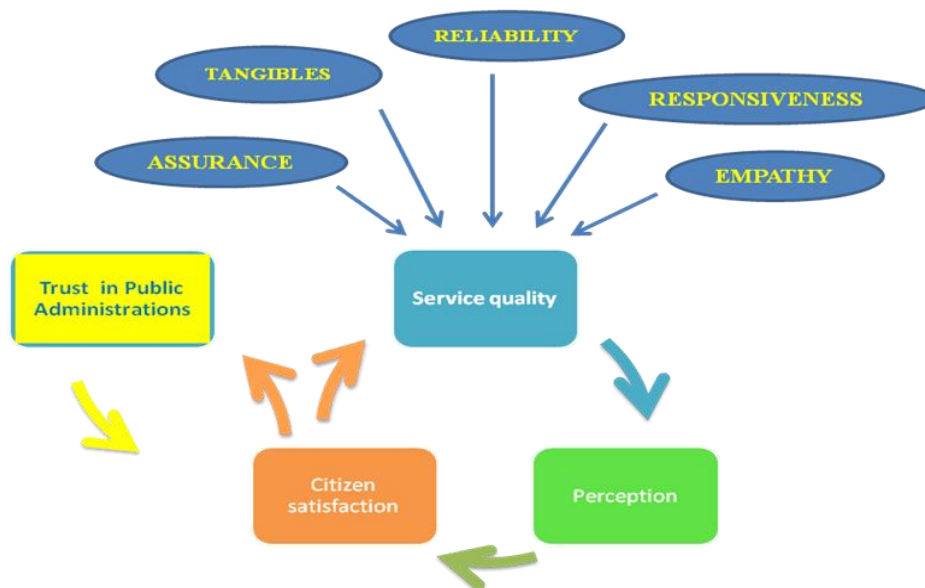 RELIABILITY
TANGIBLES
RESPONSIVENESS
ASSURANCE
EMPATHY
Trust in Public
Administrations
Service quality
Citizen
satisfaction
Perception